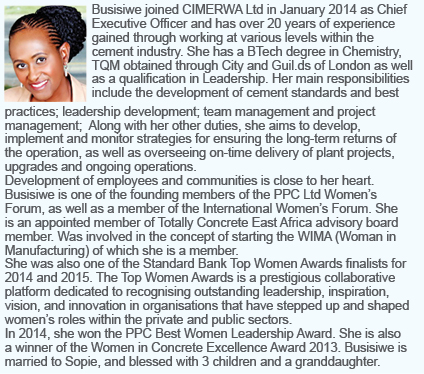 Busisiwe joined CIMERWA Ltd in January 2014 as Chief
Executive Officer and has over 20 years of experience
gained through working at various levels within the
cement industry. She has a BTech degree in Chemistry,
TQM obtained through City and Guil.ds of London as well
as a qualification in Leadership. Her main responsibilities
include the development of cement standards and best
practices; leadership development; team management and project
management;  Along with her other duties, she aims to develop,
implement and monitor strategies for ensuring the long-term returns of
the operation, as well as overseeing on-time delivery of plant projects,
upgrades and ongoing operations.
Development of employees and communities is close to her heart.
Busisiwe is one of the founding members of the PPC Ltd Women's
Forum, as well as a member of the International Women's Forum. She
is an appointed member of Totally Concrete East Africa advisory board
member. Was involved in the concept of starting the WIMA (Woman in
Manufacturing) of which she is a member.
She was also one of the Standard Bank Top Women Awards finalists for
2014 and 2015. The Top Women Awards is a prestigious collaborative
platform dedicated to recognising outstanding leadership, inspiration,
vision, and innovation in organisations that have stepped up and shaped
women's roles within the private and public sectors.
In 2014, she won the PPC Best Women Leadership Award. She is also
a winner of the Women in Concrete Excellence Award 2013. Busisiwe is
married to Sopie, and blessed with 3 children and a granddaughter.